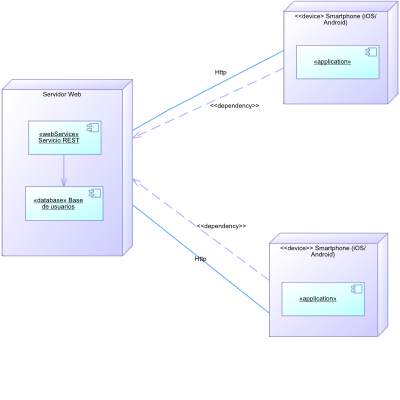 <<device>> Smartphone (iOS/
Android)
«application»
Http
<<dependency>>
Servidor Web
«webService»
Servicio REST
«database» Base
de usuarios
<<dependency>>
Http
<<device>> Smartphone (iOS/
Android)
«application»